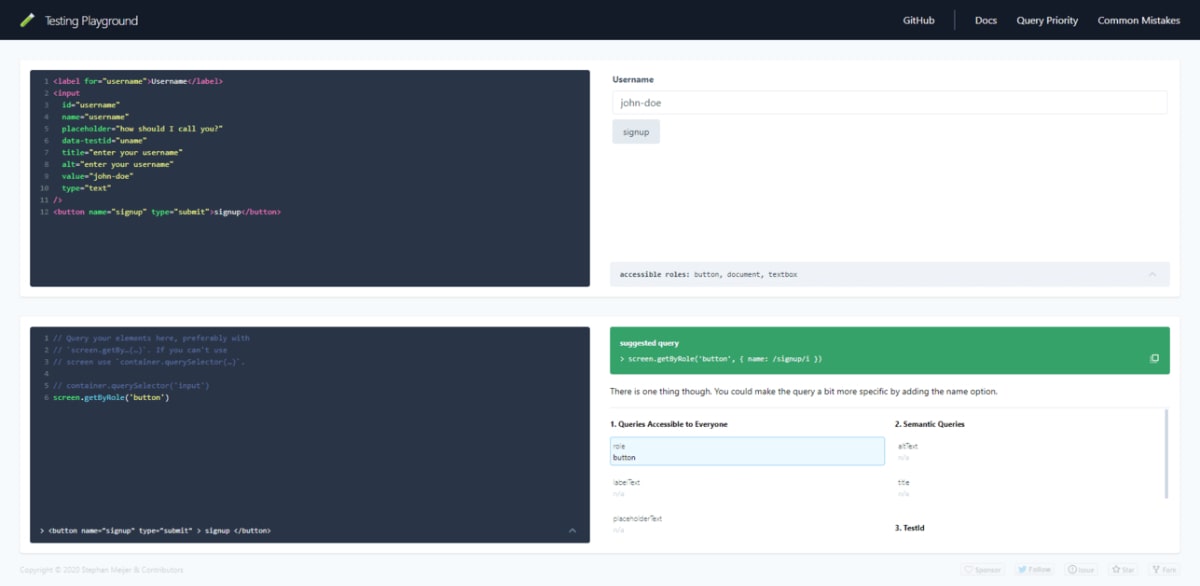 Testing Playground
GitHub
Docs
Query Priority
Common Mistakes
1 <label for="username">Username</label>
2 <input
3 id="username"
4 name="username"
5 placeholder="how should I call you?"
6 data-testid="uname"
7 title="enter your username"
8 alt="enter your username"
9 value="john-doe"
10 type="text"
11 />
12 <button name="signup" type="submit">signup</button>
Username
john-doe
signup
accessible roles: button, document, textbox
1 // Query your elements here, preferably with
2 // `screen.getBy…(…)`. If you can't use
3 // screen use `container.querySelector(…)`.
4
5 // container.querySelector('input')
6 screen.getByRole('button')
> <button name="signup" type="submit" > signup </button>
suggested query
> screen.getByRole('button', { name: /signup/i })
There is one thing though. You could make the query a bit more specific by adding the name option.
1. Queries Accessible to Everyone
role
button
labelText
n/a
placeholderText
n/a
2. Semantic Queries
altText
n/a
title
n/a
3. TestId
Copyright © 2020 Stephan Meijer & Contributors
Sponsor
Follow
Issue
Star
Fork